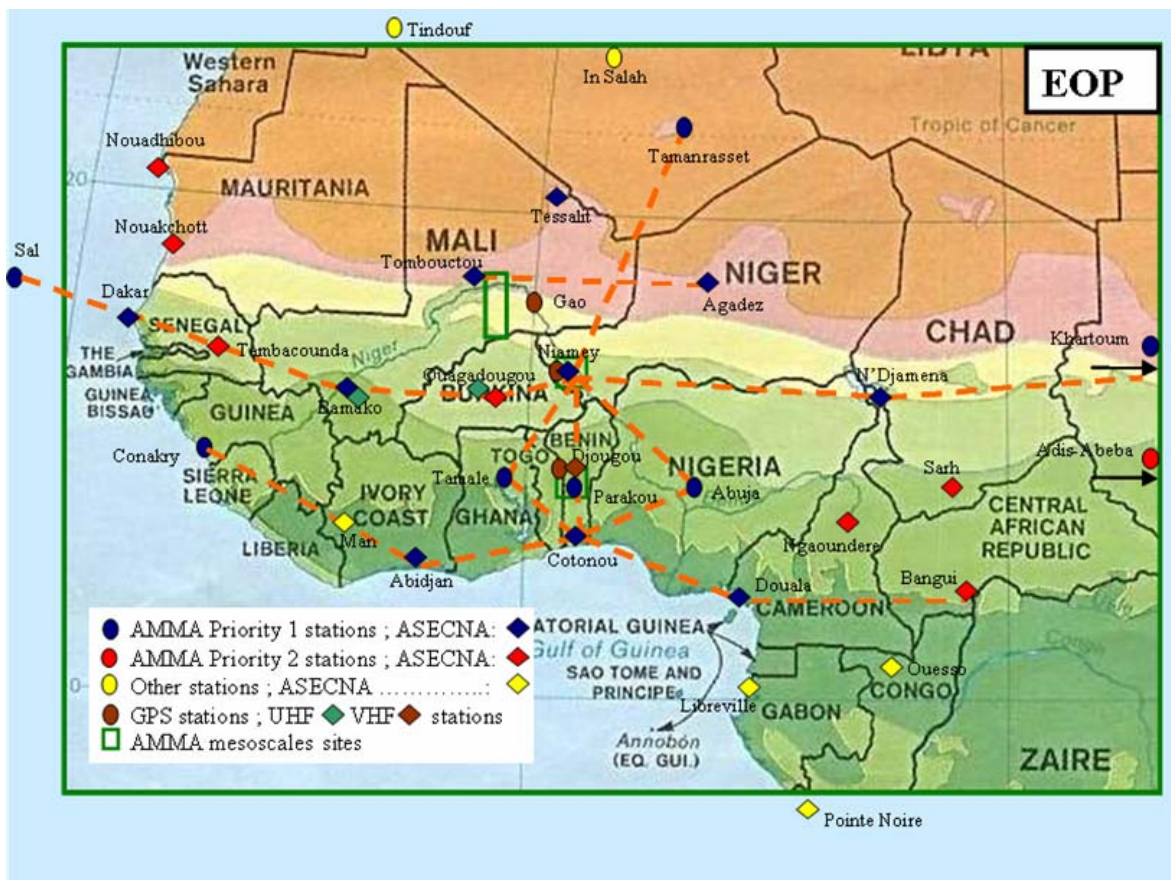 Tindouf
LIBYA
Western
Sahara
In Salah
EOP
Tropic of Cancer
Nouadhibou
Tamanrasset
20
MAURITANIA
Tessalit
Nouakchott
MALI
Sal
Tombouctou
NIGER
Dakar
Agadez
Gao
SENEGAL
CHAD
Khartoum
THE
GAMBIA
Tembacounda
Niger
Niamey
GUINEA
BISSAU
Ouagadougou
N'Djamena
BURKINA
GUINEA
Bamako
BENIN
Conakry
TOGO
Djougou
NIGERIA
Adis-Abeba
SIERRA
LEONE
Tamale
Sarh
IVORY
COAST
GHANA
Parakou
Abuja
CENTRAL
AFRICAN
REPUBLIC
LIBERIA
Man
Ngaoundere
Abidjan
Cotonou
Bangui
Douala
CAMEROON
AMMA Priority 1 stations ; ASECNA:
ATORIAL GUINEA
Gulf of Guinea
Congo
AMMA Priority 2 stations ; ASECNA:
SAO TOME AND
PRINCIPE
Ouesso
CONGO
Other stations ; ASECNA …………..:
0
Libreville
GABON
GPS stations ; UHF VHF stations
AMMA mesoscales sites
Annobón
(EQ. GUI.)
ZAIRE
Pointe Noire